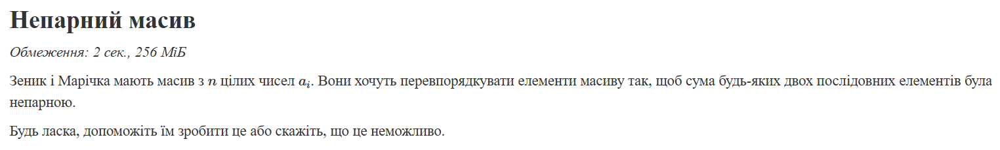 Непарний масив
Обмеження: 2 сек., 256 МіБ
Зеник і Марічка мають масив з n цілих чисел aᵢ. Вони хочуть перевпорядкувати елементи масиву так, щоб сума будь-яких двох послідовних елементів була
непарною.
Будь ласка, допоможіть їм зробити це або скажіть, що це неможливо.